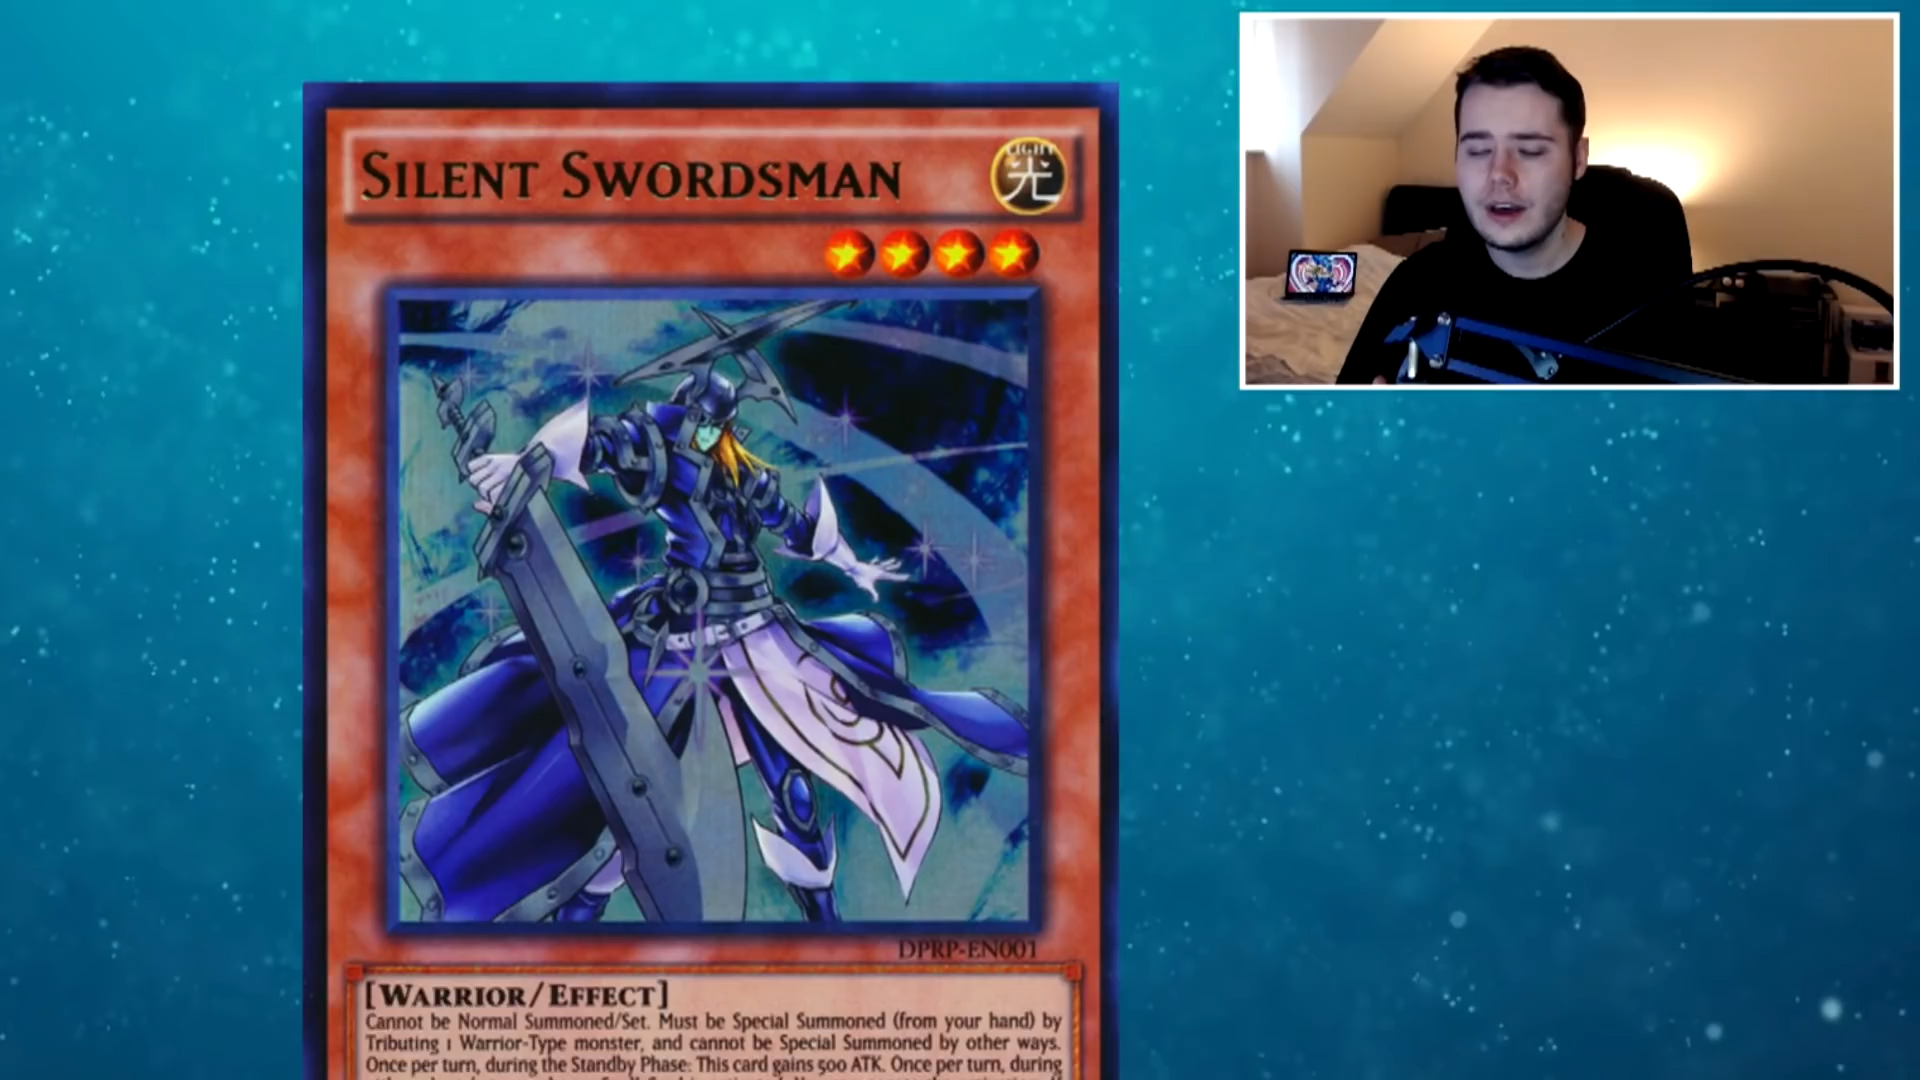 SILENT SWORDSMAN
LIGHT
光
DPRP-EN001
[WARRIOR/EFFECT]
Cannot be Normal Summoned/Set. Must be Special Summoned (from your hand) by
Tributing 1 Warrior-Type monster, and cannot be Special Summoned by other ways.
Once per turn, during the Standby Phase: This card gains 500 ATK. Once per turn, during